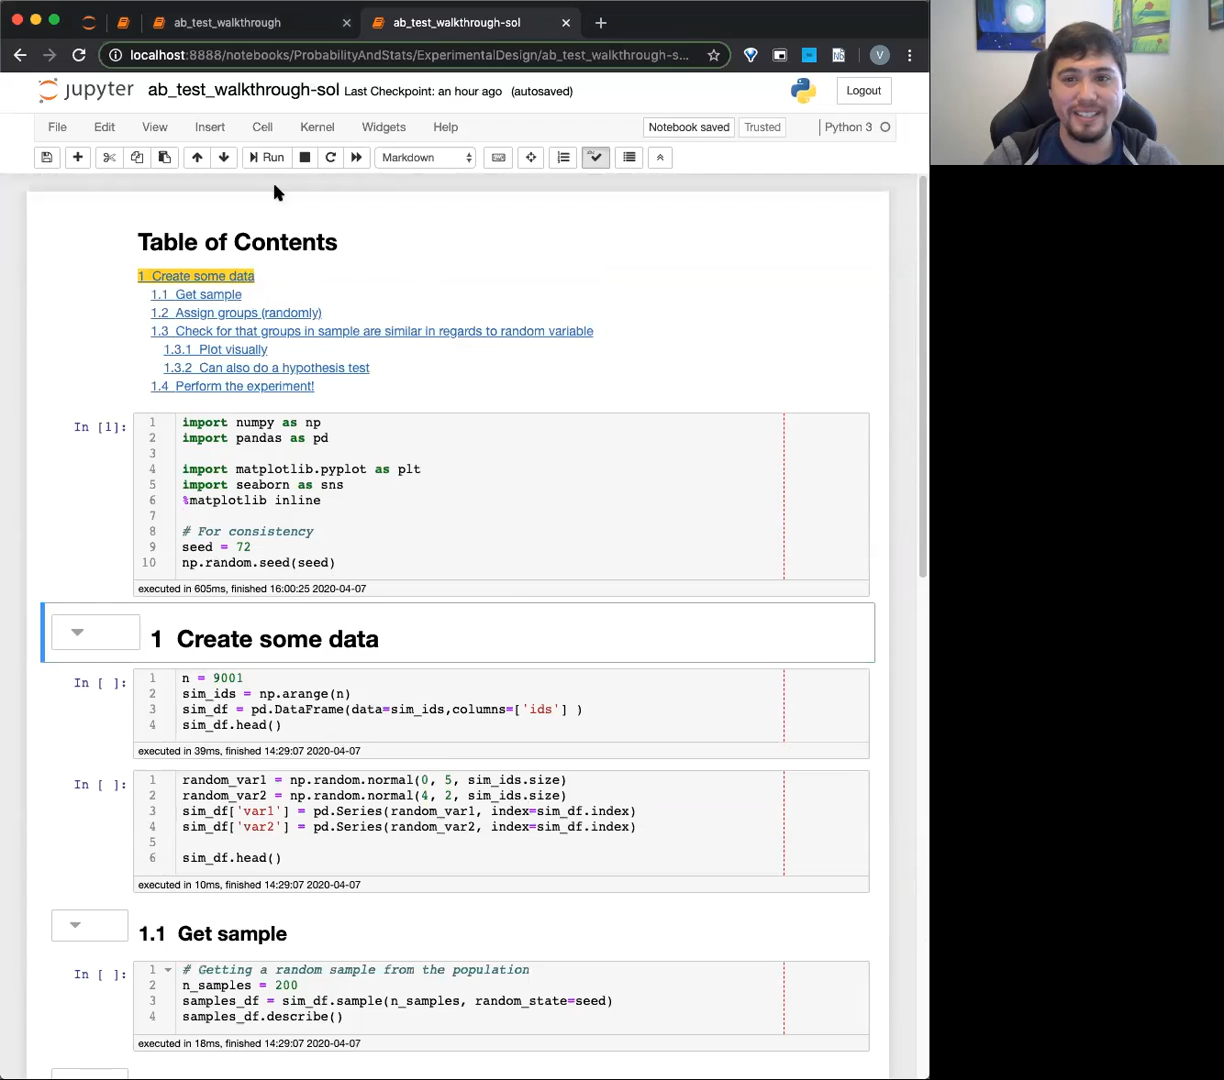 ab_test_walkthrough
ab_test_walkthrough-sol
localhost:8888/notebooks/ProbabilityAndStats/ExperimentalDesign/ab_test_walkthrough-s...
V
jupyter ab_test_walkthrough-sol Last Checkpoint: an hour ago (autosaved)
Logout
File Edit View Insert Cell Kernel Widgets Help
Notebook saved Trusted Python 3
Run Markdown
Table of Contents
1 Create some data
1.1 Get sample
1.2 Assign groups (randomly)
1.3 Check for that groups in sample are similar in regards to random variable
1.3.1 Plot visually
1.3.2 Can also do a hypothesis test
1.4 Perform the experiment!
In [1]:
1 import numpy as np
2 import pandas as pd
3
4 import matplotlib.pyplot as plt
5 import seaborn as sns
6 %matplotlib inline
7
8 # For consistency
9 seed = 72
10 np.random.seed(seed)
executed in 605ms, finished 16:00:25 2020-04-07
1 Create some data
In [ ]:
1 n = 9001
2 sim_ids = np.arange(n)
3 sim_df = pd.DataFrame(data=sim_ids,columns=['ids'] )
4 sim_df.head()
executed in 39ms, finished 14:29:07 2020-04-07
In [ ]:
1 random_var1 = np.random.normal(0, 5, sim_ids.size)
2 random_var2 = np.random.normal(4, 2, sim_ids.size)
3 sim_df['var1'] = pd.Series(random_var1, index=sim_df.index)
4 sim_df['var2'] = pd.Series(random_var2, index=sim_df.index)
5
6 sim_df.head()
executed in 10ms, finished 14:29:07 2020-04-07
1.1 Get sample
In [ ]:
1 # Getting a random sample from the population
2 n_samples = 200
3 samples_df = sim_df.sample(n_samples, random_state=seed)
4 samples_df.describe()
executed in 18ms, finished 14:29:07 2020-04-07